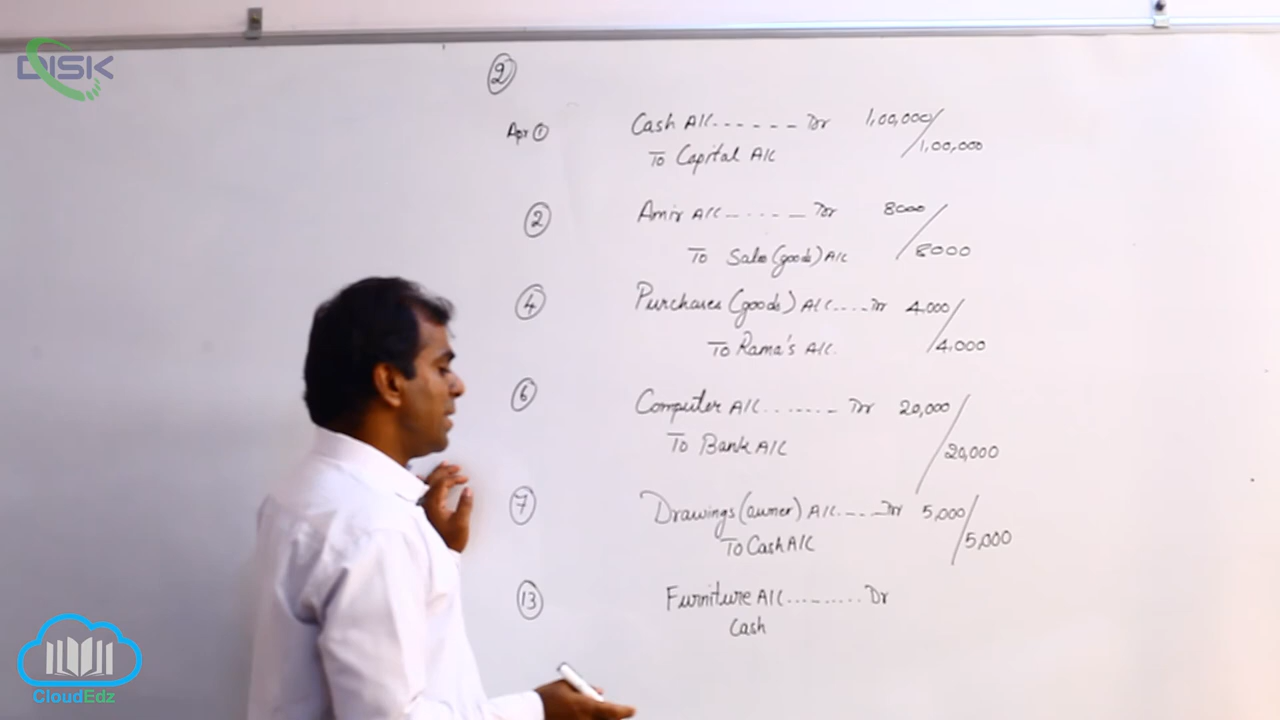 DISK
2
Apr 1 Cash A/C ------ Dr 1,00,000
To Capital A/C 1,00,000
2 Amir A/C ------ Dr 8000
To Sales (goods) A/C 8000
4 Purchases (goods) A/C .... Dr 4,000
To Rama's A/C. 4,000
6 Computer A/C ....... Dr 20,000
To Bank A/C 20,000
7 Drawings (owner) A/C ..---- Dr 5,000
To Cash A/C 5,000
13 Furniture A/C ......... Dr
Cash
CloudEdz